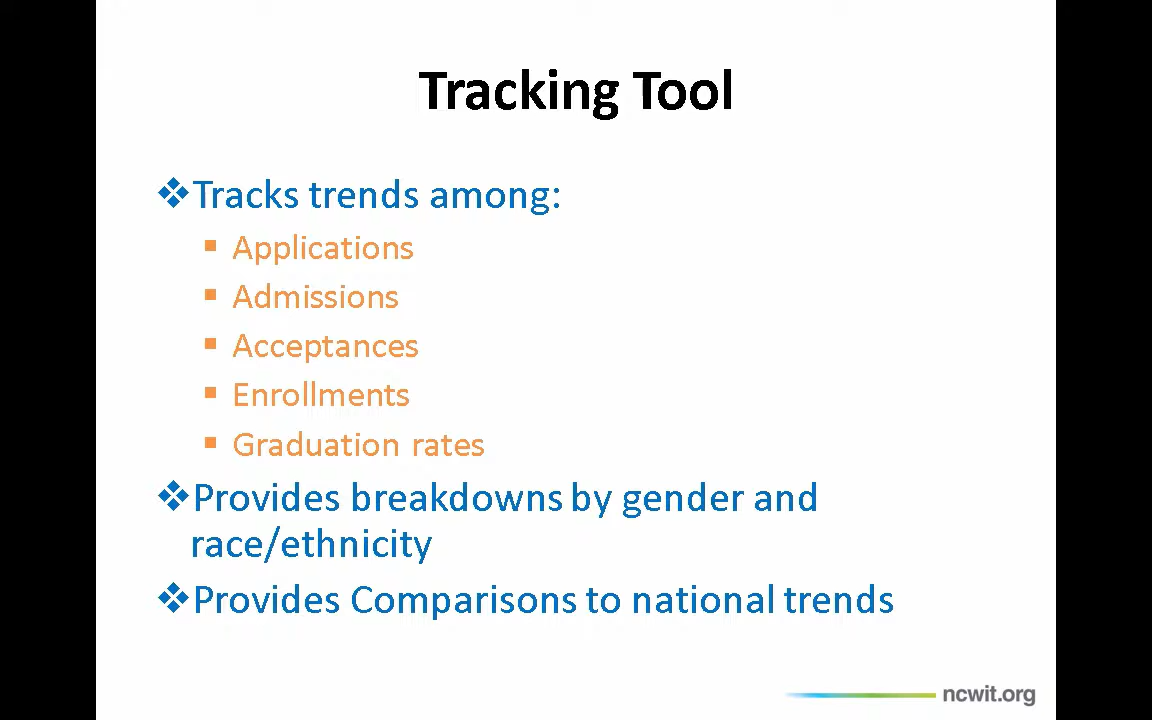 Tracking Tool
❖Tracks trends among:
▪ Applications
▪ Admissions
▪ Acceptances
▪ Enrollments
▪ Graduation rates
❖Provides breakdowns by gender and
race/ethnicity
❖Provides Comparisons to national trends
ncwit.org